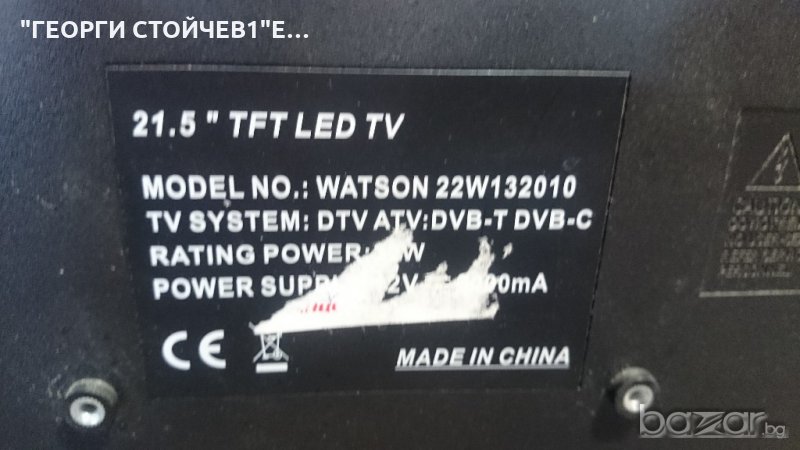 "ГЕОРГИ СТОЙЧЕВ1"Е...
21.5 " TFT LED TV
MODEL NO.: WATSON 22W132010
TV SYSTEM: DTV ATV:DVB-T DVB-C
RATING POWER:
POWER
CE
MADE IN CHINA
bazar.bg